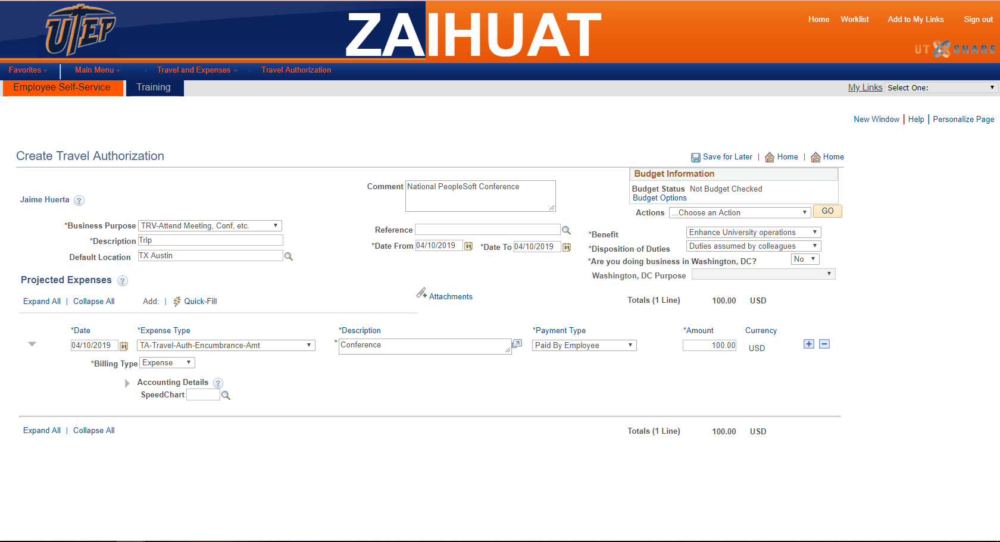 UTEP
ZAIHUAT
Home Worklist Add to My Links Sign out
UT SHARE
Favorites Main Menu Travel and Expenses Travel Authorization
Employee Self-Service Training My Links Select One:
New Window | Help | Personalize Page
Create Travel Authorization
Save for Later | Home | Home
Budget Information
Budget Status Not Budget Checked
Budget Options
Comment National PeopleSoft Conference
Jaime Huerta ?
Actions ...Choose an Action GO
*Business Purpose TRV-Attend Meeting, Conf, etc.
Reference
*Benefit Enhance University operations
*Description Trip
*Date From 04/10/2019 31 *Date To 04/10/2019 31
*Disposition of Duties Duties assumed by colleagues
Default Location TX Austin
*Are you doing business in Washington, DC? No
Washington, DC Purpose
Projected Expenses ?
Expand All | Collapse All Add: | Quick-Fill
Attachments
Totals (1 Line) 100.00 USD
*Date *Expense Type *Description *Payment Type *Amount Currency
04/10/2019 31 TA-Travel-Auth-Encumbrance-Amt * Conference Paid By Employee 100.00 USD
*Billing Type Expense
Accounting Details ?
SpeedChart
Expand All | Collapse All Totals (1 Line) 100.00 USD